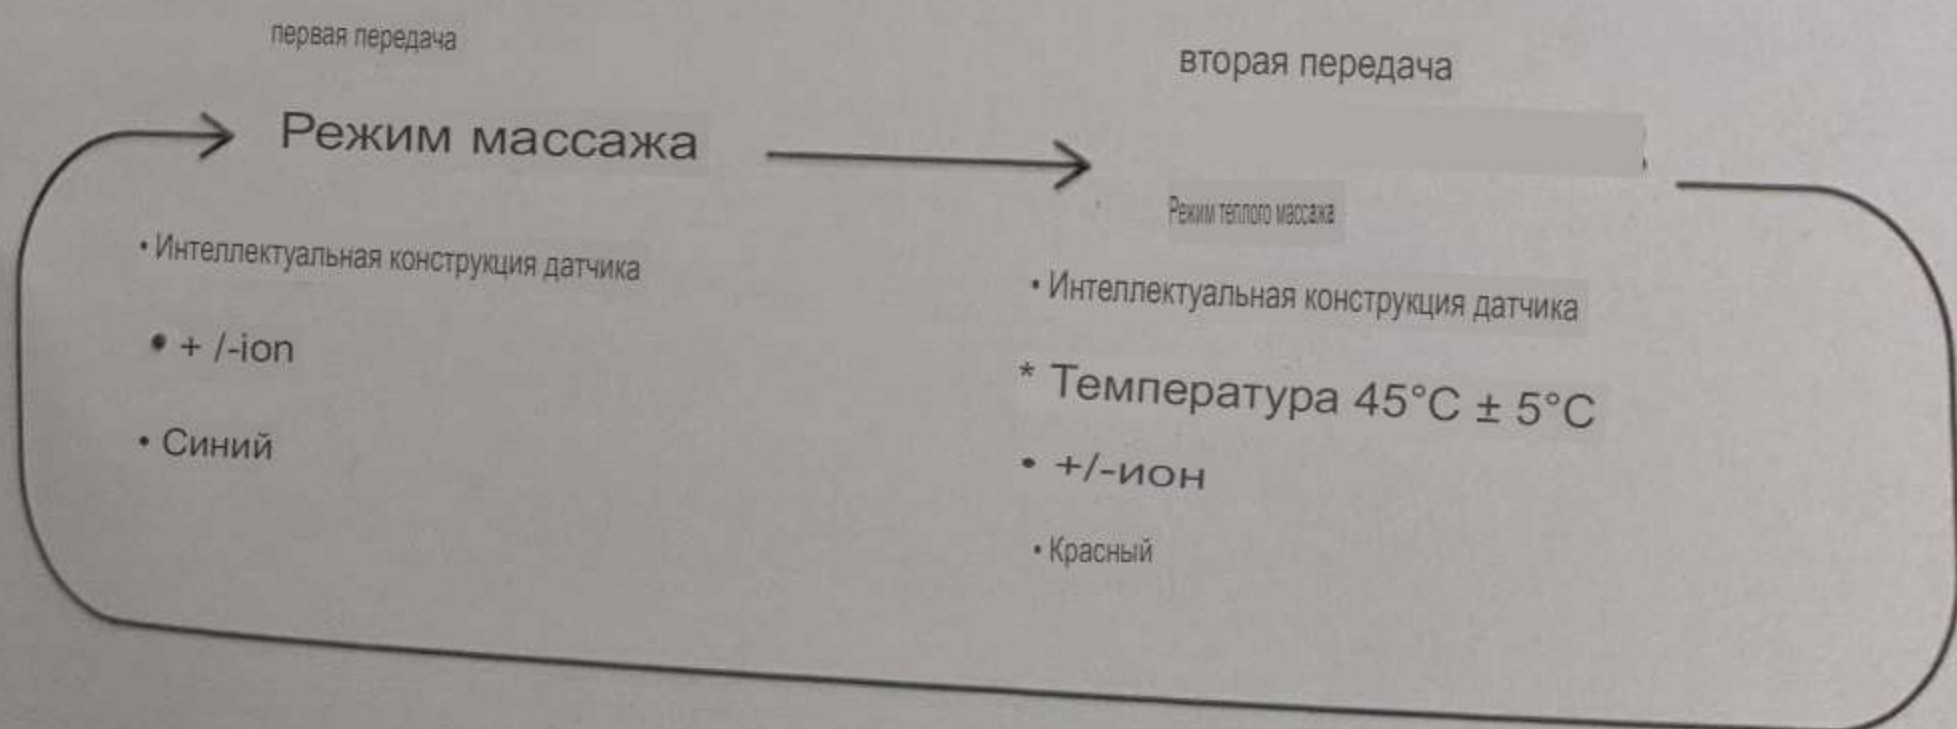 первая передача
Режим массажа
• Интеллектуальная конструкция датчика
• + /-ion
• Синий
вторая передача
Режим теплого массажа
• Интеллектуальная конструкция датчика
* Температура 45°C ± 5°C
• +/-ион
• Красный